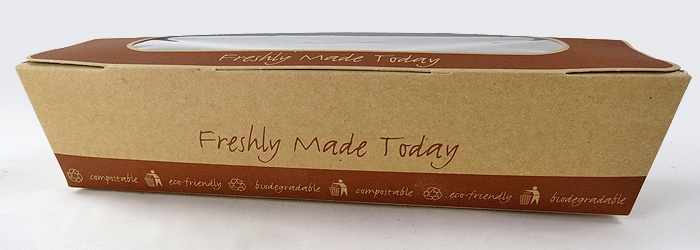 Freshly Made Today
Freshly Made Today
compostable eco-friendly biodegradable compostable eco-friendly biodegradable